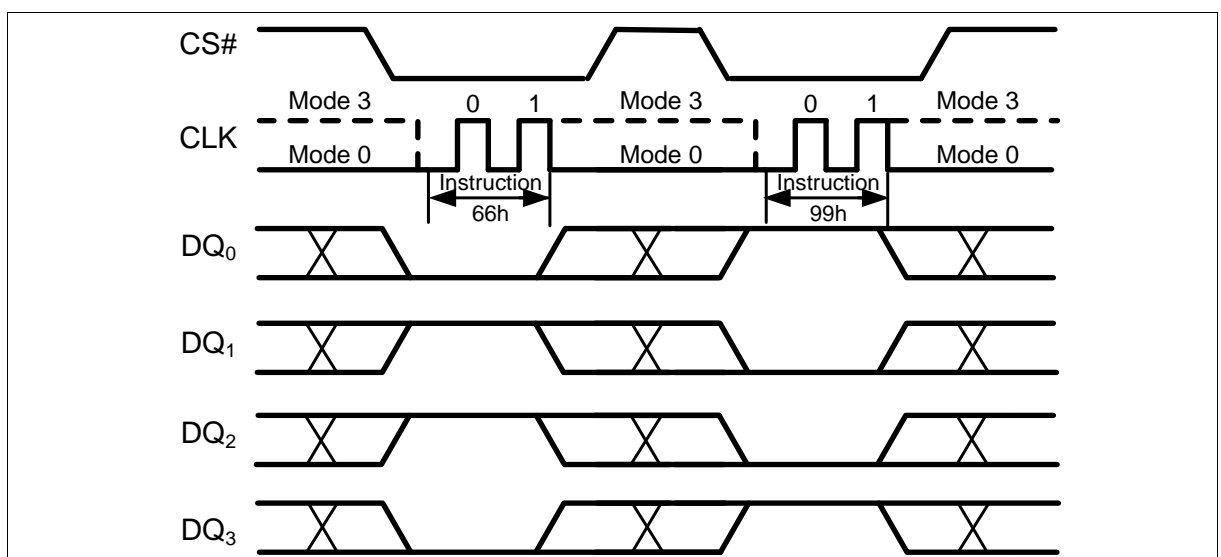 CS#
Mode 3 0 1 Mode 3 0 1 Mode 3
CLK
Mode 0 Mode 0 Mode 0
Instruction Instruction
66h 99h
DQ0
DQ1
DQ2
DQ3